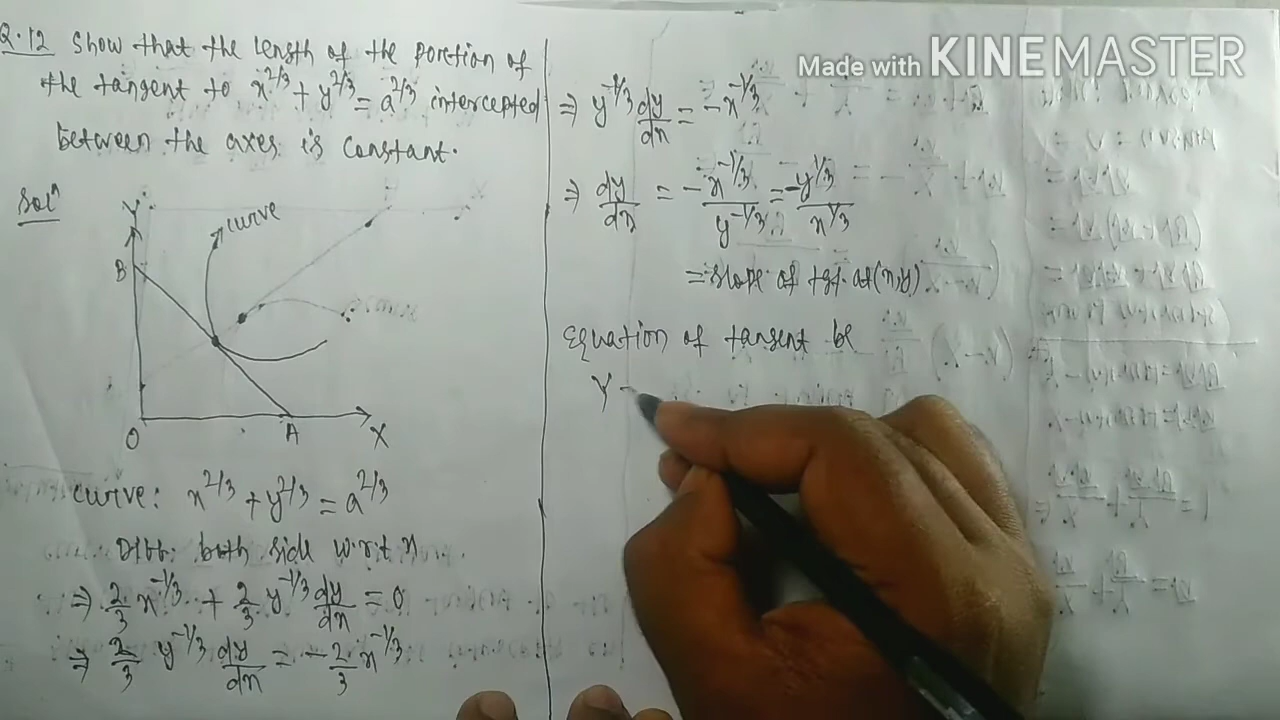 Q.12 Show that the length of the portion of
the tangent to x^2/3 + y^2/3 = a^2/3 intercepted
between the axes is constant.
Solⁿ
Y
curve
B
O
A
X
curve: x^2/3 + y^2/3 = a^2/3
Diff. both side w.r.t x
⇒ 2/3 x^-1/3 + 2/3 y^-1/3 dy/dx = 0
⇒ 2/3 y^-1/3 dy/dx = -2/3 x^-1/3
Made with KINEMASTER
⇒ y^-1/3 dy/dx = -x^-1/3
⇒ dy/dx = -x^-1/3 / y^-1/3 = -y^1/3 / x^1/3
= slope of tgt. at (x,y)
Equation of tangent be
Y -